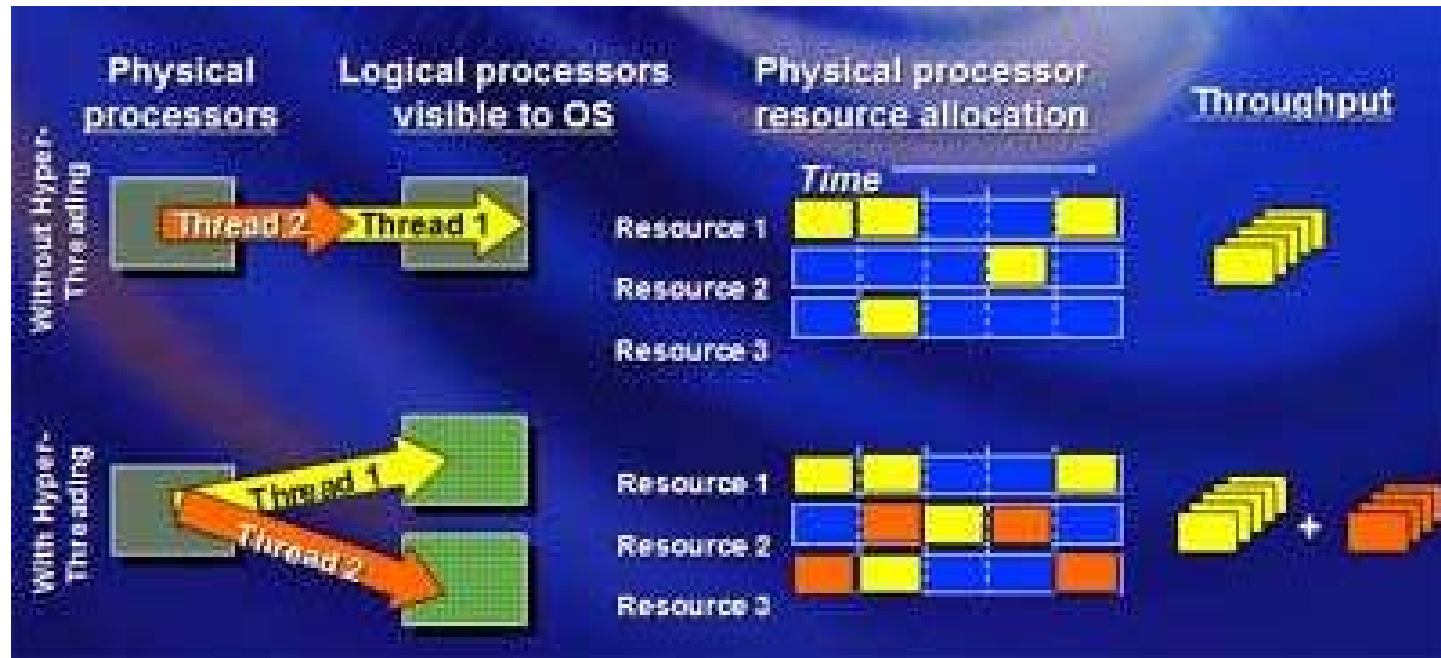 Physical
processors
Logical processors
visible to OS
Physical processor
resource allocation
Throughput
Without Hyper-
Threading
Thread 2
Thread 1
Time
Resource 1
Resource 2
Resource 3
With Hyper-
Threading
Thread 1
Thread 2
Resource 1
Resource 2
Resource 3
+